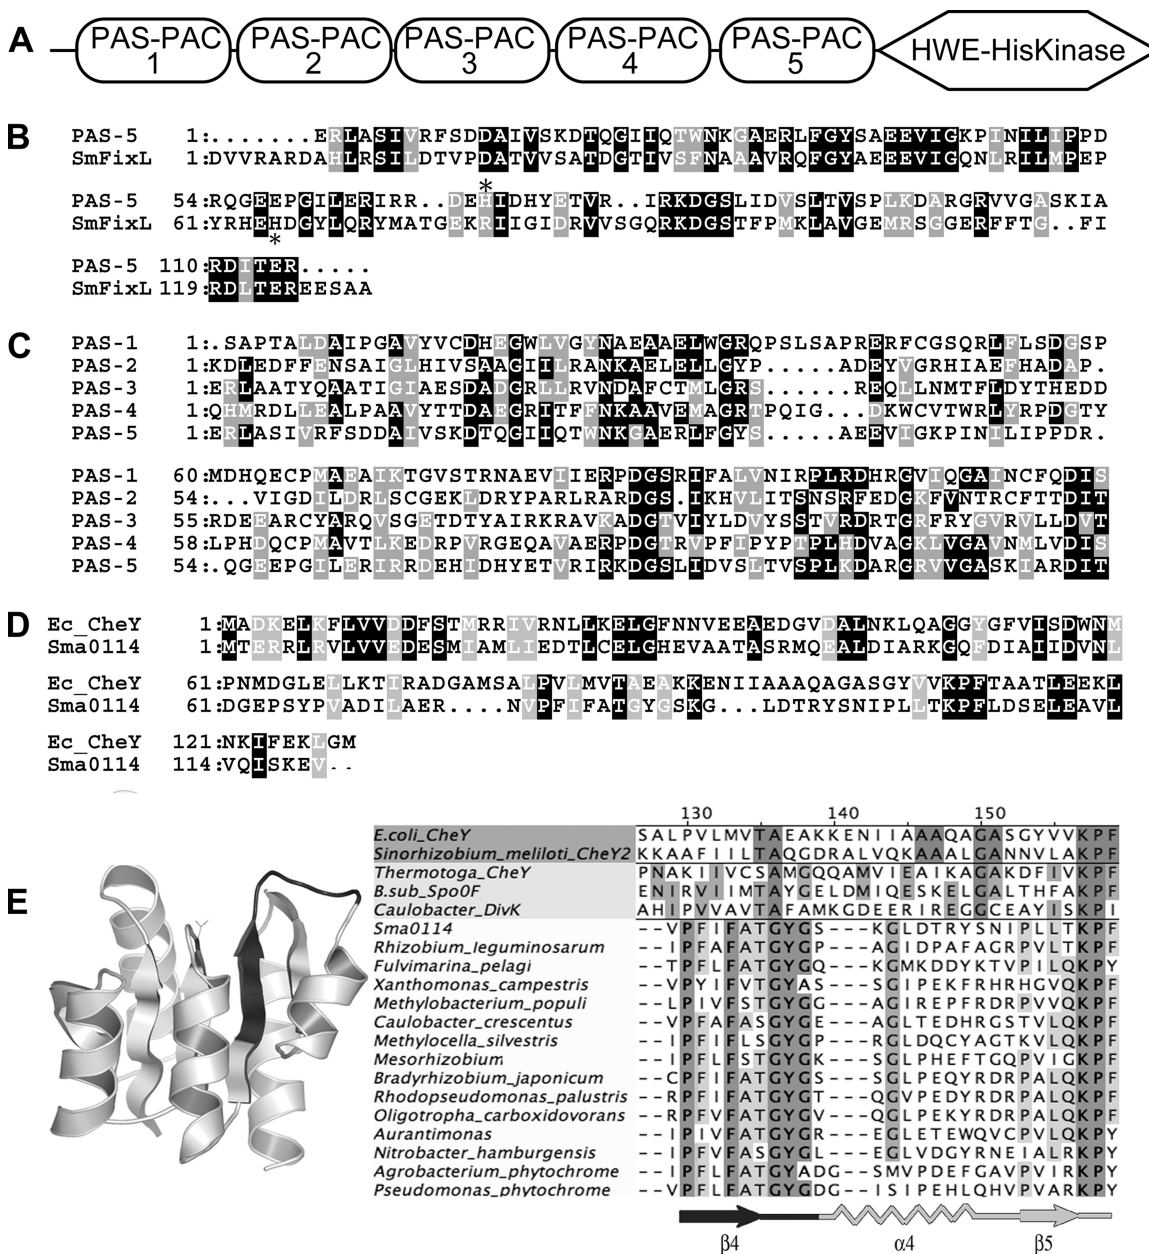 A
PAS-PAC 1
PAS-PAC 2
PAS-PAC 3
PAS-PAC 4
PAS-PAC 5
HWE-HisKinase
B
PAS-5 1:.......ERLASIVRFSDDAIVSKDTQGIIQTWNKGAERLFGYSAEEVIGKPINILIPPD
SmFixL 1:DVVRARDAHLRSILDTVPDATVVSATDGTIVSFNAAAVRQFGYAEEEVIGQNLRILMPEP
*
PAS-5 54:RQGEEPGILERIRR..DEHIDHYETVR..IRKDGSLIDVSLTVSPLKDARGRVVGASKIA
SmFixL 61:YRHEHDGYLQRYMATGEKRIIGIDRVVSGQRKDGSTFPMKLAVGEMRSGGERFFTG..FI
*
PAS-5 110:RDITER.....
SmFixL 119:RDLTEREESAA
C
PAS-1 1:.SAPTALDAIPGAVYVCDHEGWLVGYNAEAAELWGRQPSLSAPRERFCGSQRLFLSDGSP
PAS-2 1:KDLEDFFENSAIGLHIVSAAGIILRANKAELELLGYP.....ADEYVGRHIAEFHADAP.
PAS-3 1:ERLAATYQAATIGIAESDADGRLLRVNDAFCTMLGRS......REQLLNMTFLDYTHEDD
PAS-4 1:QHMRDLLEALPAAVYTTDAEGRITFFNKAAVEMAGRTPQIG...DKWCVTWRLYRPDGTY
PAS-5 1:ERLASIVRFSDDAIVSKDTQGIIQTWNKGAERLFGYS.....AEEVIGKPINILIPPDR.
PAS-1 60:MDHQECPMAEAIKTGVSTRNAEVIIERPDGSRIFALVNIRPLRDHRGVIQGAINCFQDIS
PAS-2 54:...VIGDILDRLSCGEKLDRYPARLRARDGS.IKHVLITSNSRFEDGKFVNTRCFTTDIT
PAS-3 55:RDEEARCYARQVSGETDTYAIRKRAVKADGTVIYLDVYSSTVRDRTGRFRYGVRVLLDVT
PAS-4 58:LPHDQCPMAVTLKEDRPVRGEQAVAERPDGTRVPFIPYPTPLHDVAGKLVGAVNMLVDIS
PAS-5 54:.QGEEPGILERIRRDEHIDHYETVRIRKDGSLIDVSLTVSPLKDARGRVVGASKIARDIT
D
Ec_CheY 1:MADKELKFLVVDDFSTMRRIVRNLLKELGFNNVEEAEDGVDALNKLQAGGYGFVISDWNM
Sma0114 1:MTERRLRVLVVEDESMIAMLIEDTLCELGHEVAATASRMQEALDIARKGQFDIAIIDVNL
Ec_CheY 61:PNMDGLELLKTIRADGAMSALPVLMVTAEAKKENIIAAAQAGASGYVVKPFTAATLEEKL
Sma0114 61:DGEPSYPVADILAER....NVPFIFATGYGSKG...LDTRYSNIPLLTKPFLDSELEAVL
Ec_CheY 121:NKIFEKLGM
Sma0114 114:VQISKEV..
E
130 140 150
E.coli_CheY SALPVLMVTAEAKKENIIAAAQAGASGYVVKPF
Sinorhizobium_meliloti_CheY2 KKAAFIILTAQGDRALVQKAAALGANNVLAKPF
Thermotoga_CheY PNAKIIVCSAMGQQAMVIEAIKAGAKDFIVKPF
B.sub_Spo0F ENIRVIIMTAYGELDMIQESKELGALTHFAKPF
Caulobacter_DivK AHIPVVAVTAFAMKGDEERIREGGCEAYISKPI
Sma0114 --VPFIFATGYGS---KGLDTRYSNIPLLTKPF
Rhizobium_leguminosarum --IPFLFATGYGM---AGIDPAFAGRPVLTKPF
Fulvimarina_pelagi --TPFLFATGYGQ---KGMKDDYKTVPILQKPY
Xanthomonas_campestris --VPYIFVTGYAS---SGIPEKFRHRHGVQKPF
Methylobacterium_populi --LPIVFSTGYGG---AGIREPFRDRPVVQKPF
Caulobacter_crescentus --VPFAFASGYGE---AGLTEDHRGSTVLQKPF
Methylocella_silvestris --IPFILSGYGP---RGLDQCYAGTKVLQKPF
Mesorhizobium --IPFLFSTGYGK---SGLPHEFTGQPVIGKPF
Bradyrhizobium_japonicum --CPFIFATGYGS---SGLPEQYRDRPALQKPF
Rhodopseudomonas_palustris --RPFIFATGYGT---QGVPEKYRDRPALQKPF
Oligotropha_carboxidovorans --RPFVFATGYGV---QGLPEKYRDRPALQKPF
Aurantimonas --IPIVFATGYGR---EGLETEWQVCPVLQKPY
Nitrobacter_hamburgensis --IPFVFASGYGL---EGLVDGYRNEIALRKPY
Agrobacterium_phytochrome --IPFLFATGYADG--SMVPDEFGAVPVIRKPY
Pseudomonas_phytochrome --VPFLFATGYGDG--ISIPEHLQHVPVARKPY
β4 α4 β5